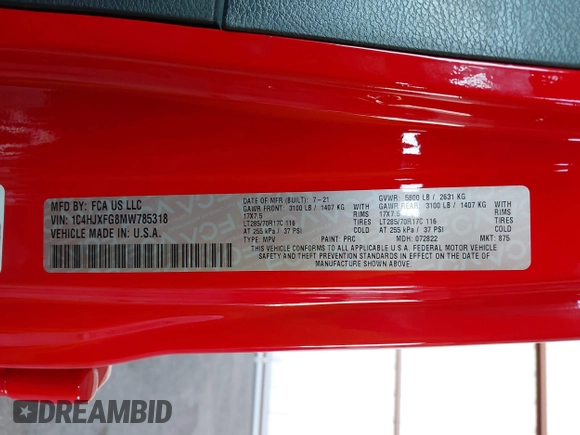 MFD BY: FCA US LLC
VIN: 1C4HJXFG8MW785318
VEHICLE MADE IN: U.S.A.
DATE OF MFR (BUILT): 7-21
GAWR FRONT: 3100 LB / 1407 KG WITH
17X7.5 TIRES
LT285/70R17C 116 TIRES
AT 255 kPa / 37 PSI COLD
TYPE: MPV PAINT: PRC
GVWR: 5800 LB / 2631 KG
GAWR REAR: 3100 LB / 1407 KG WITH
17X7.5
LT285/70R17C 116 TIRES
AT 255 kPa / 37 PSI COLD
MDH: 072822 MKT: 875
THIS VEHICLE CONFORMS TO ALL APPLICABLE U.S.A. FEDERAL MOTOR VEHICLE
SAFETY AND THEFT PREVENTION STANDARDS IN EFFECT ON THE DATE OF
MANUFACTURE SHOWN ABOVE.
DREAMBID